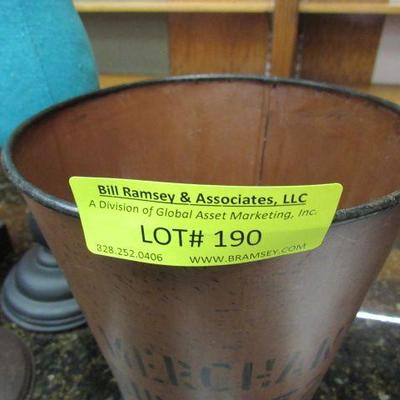 Bill Ramsey & Associates, LLC
A Division of Global Asset Marketing, Inc.
LOT# 190
828.252.0406 WWW.BRAMSEY.COM